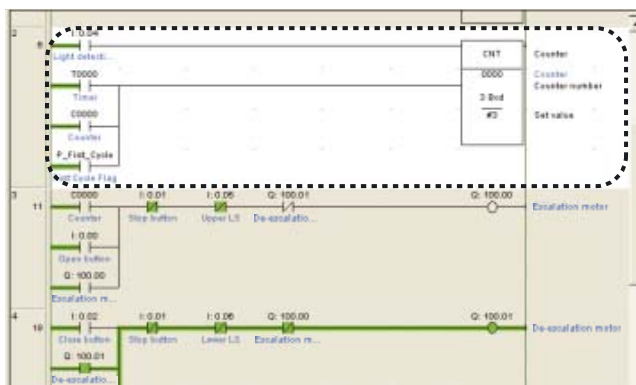 2
8
I: 0.04
Light detecti...
CNT
Counter
T0000
Timer
0000
Counter
Counter number
3 Bcd
#3
Set value
C0000
Counter
P_First_Cycle
First Cycle Flag
3
11
C0000
I: 0.01
I: 0.05
Q: 100.01
Q: 100.00
Counter
Stop button
Upper LS
De-escalatio...
Escalation motor
I: 0.00
Open button
Q: 100.00
Escalation m...
4
18
I: 0.02
I: 0.01
I: 0.06
Q: 100.00
Q: 100.01
Close button
Stop button
Lower LS
Escalation m...
De-escalation motor
Q: 100.01
De-escalatio...